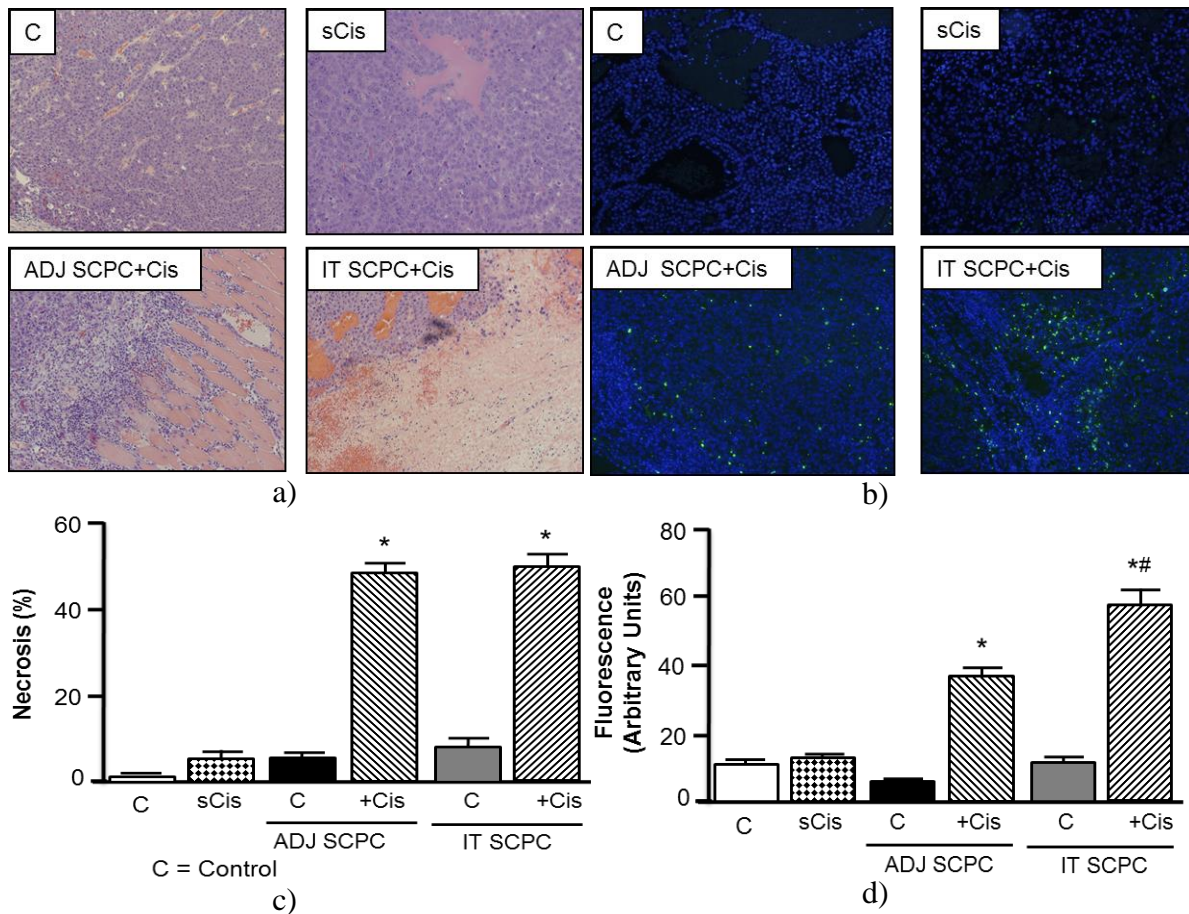 C
sCis
C
sCis
ADJ SCPC+Cis
IT SCPC+Cis
ADJ SCPC+Cis
IT SCPC+Cis
a)
b)
60
40
20
0
Necrosis (%)
*
*
C
sCis
C
+Cis
C
+Cis
ADJ SCPC
IT SCPC
C = Control
c)
80
60
40
20
0
Fluorescence
(Arbitrary Units)
*
*#
C
sCis
C
+Cis
C
+Cis
ADJ SCPC
IT SCPC
d)